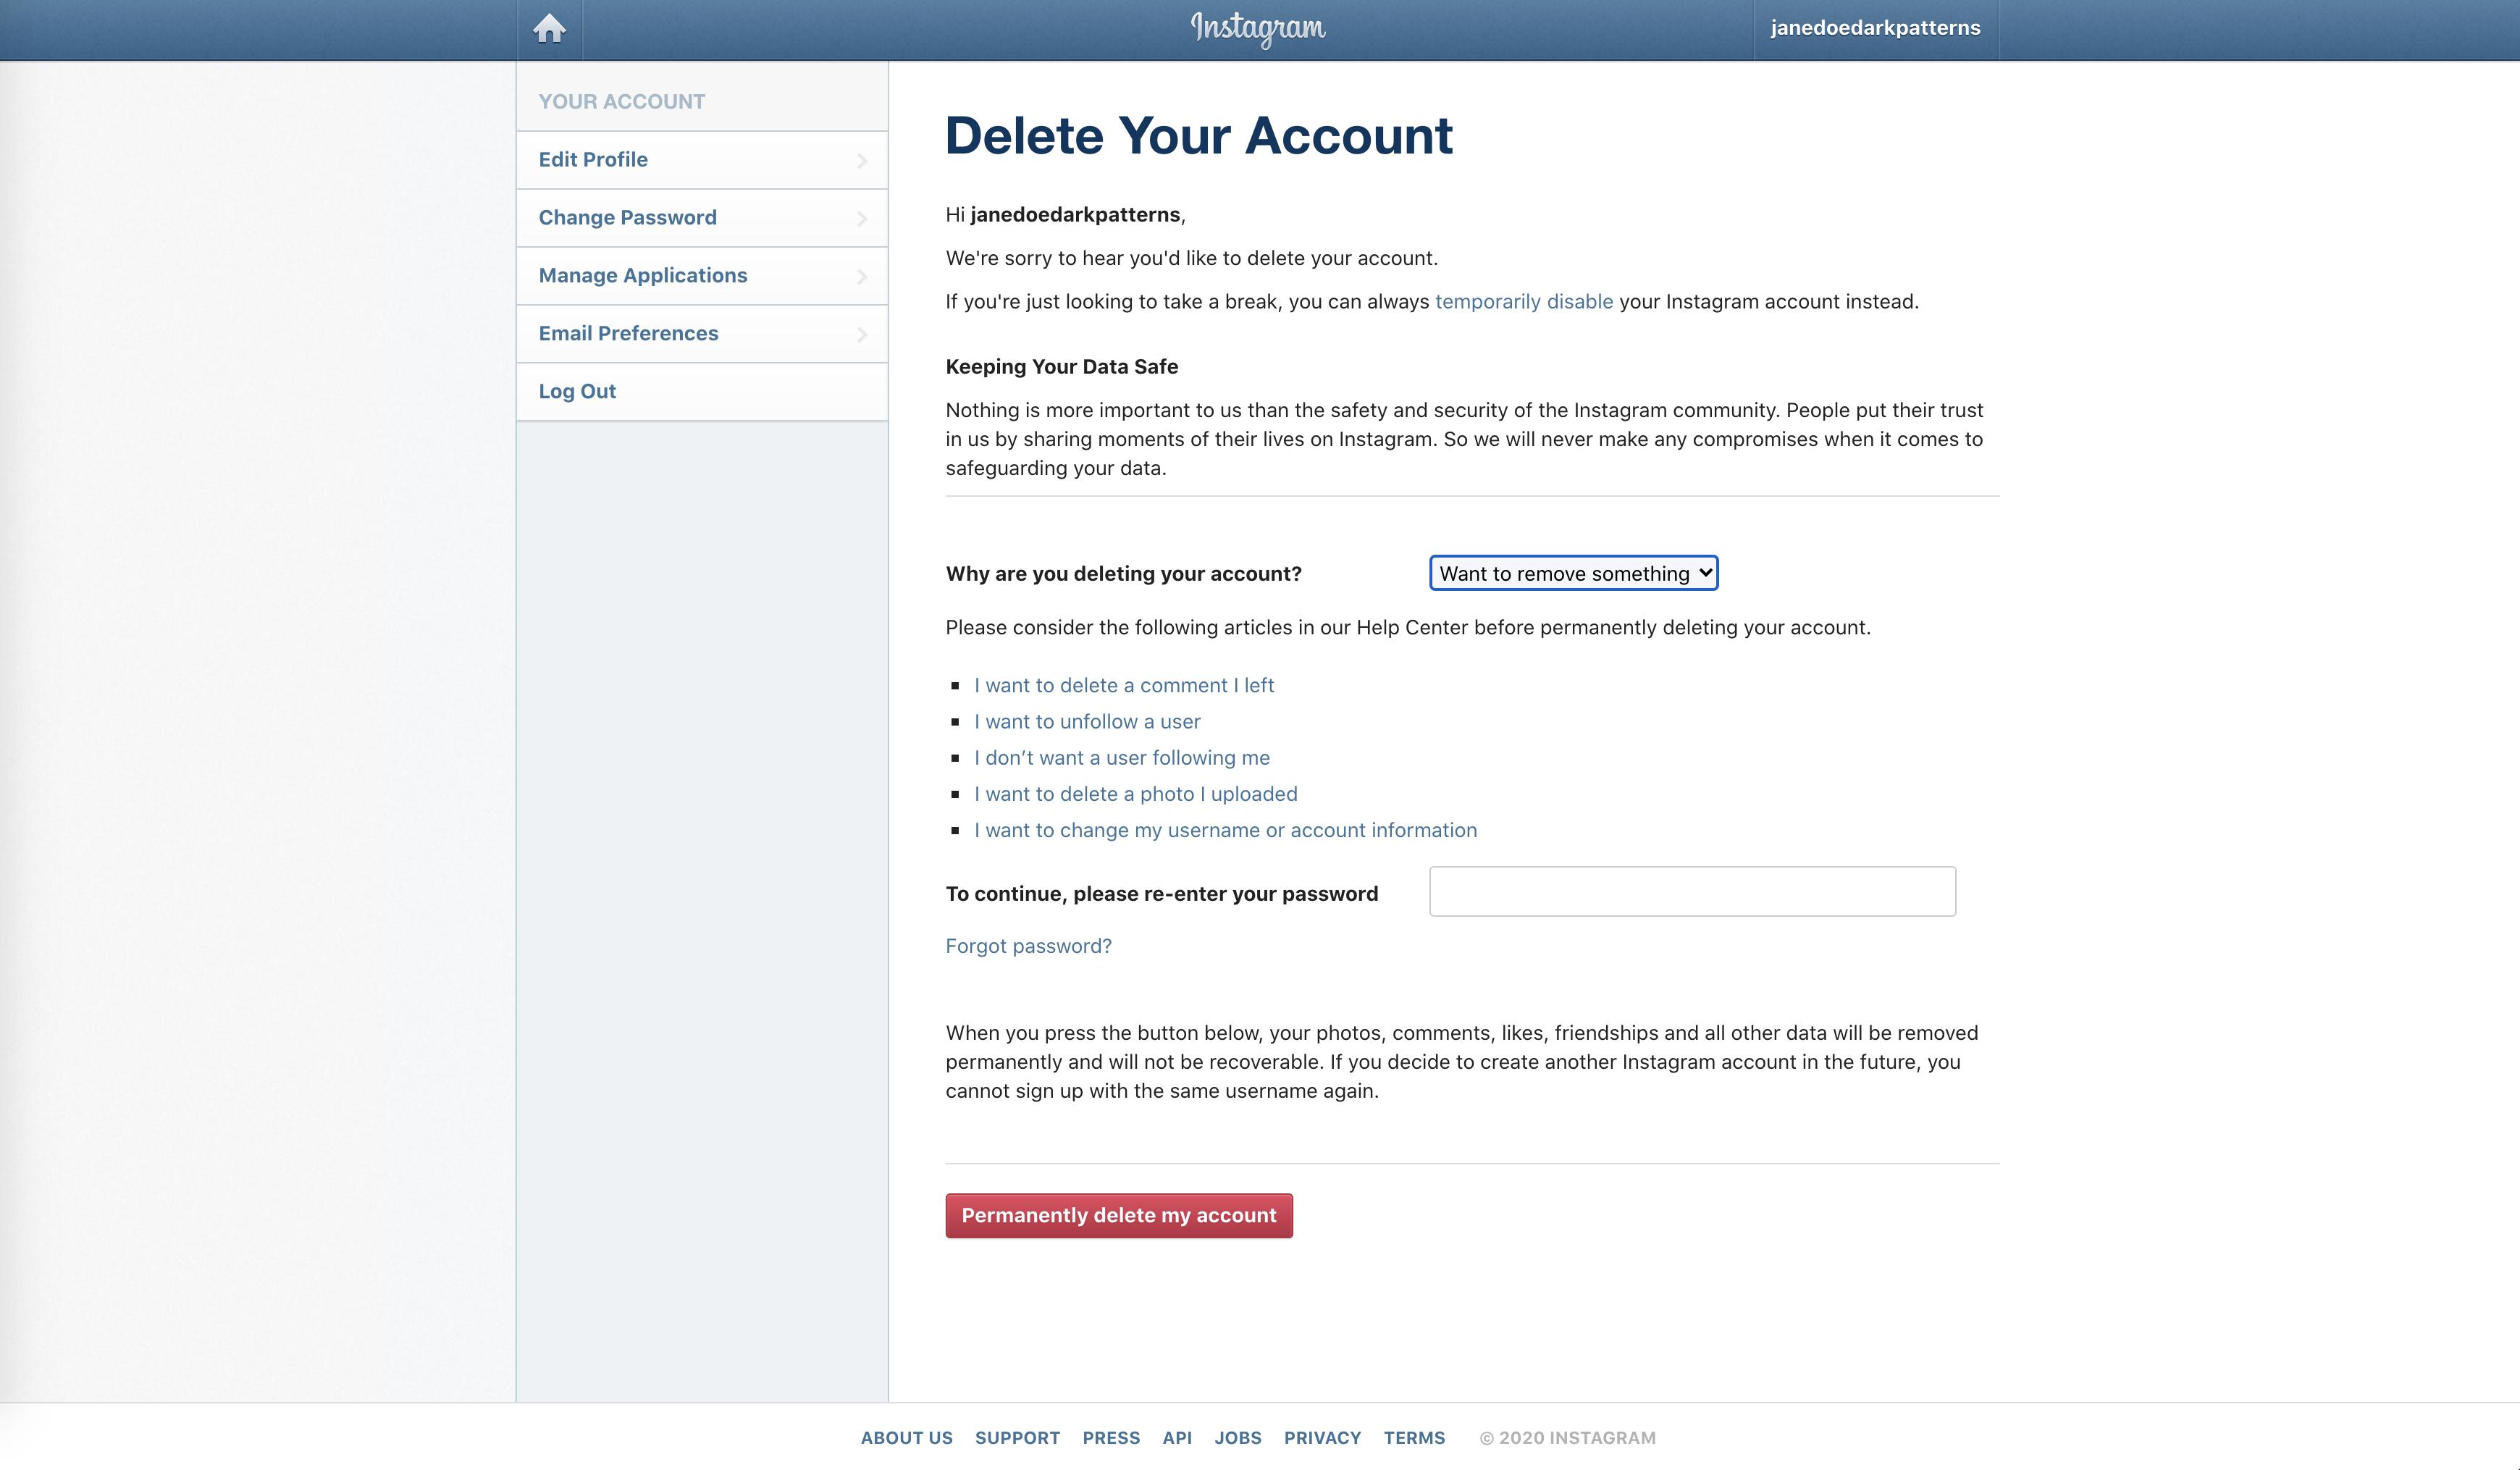 Instagram
janedoedarkpatterns
YOUR ACCOUNT
Edit Profile
Change Password
Manage Applications
Email Preferences
Log Out
Delete Your Account
Hi janedoedarkpatterns,
We're sorry to hear you'd like to delete your account.
If you're just looking to take a break, you can always temporarily disable your Instagram account instead.
Keeping Your Data Safe
Nothing is more important to us than the safety and security of the Instagram community. People put their trust
in us by sharing moments of their lives on Instagram. So we will never make any compromises when it comes to
safeguarding your data.
Why are you deleting your account? Want to remove something
Please consider the following articles in our Help Center before permanently deleting your account.
▪ I want to delete a comment I left
▪ I want to unfollow a user
▪ I don’t want a user following me
▪ I want to delete a photo I uploaded
▪ I want to change my username or account information
To continue, please re-enter your password
Forgot password?
When you press the button below, your photos, comments, likes, friendships and all other data will be removed
permanently and will not be recoverable. If you decide to create another Instagram account in the future, you
cannot sign up with the same username again.
Permanently delete my account
ABOUT US SUPPORT PRESS API JOBS PRIVACY TERMS © 2020 INSTAGRAM